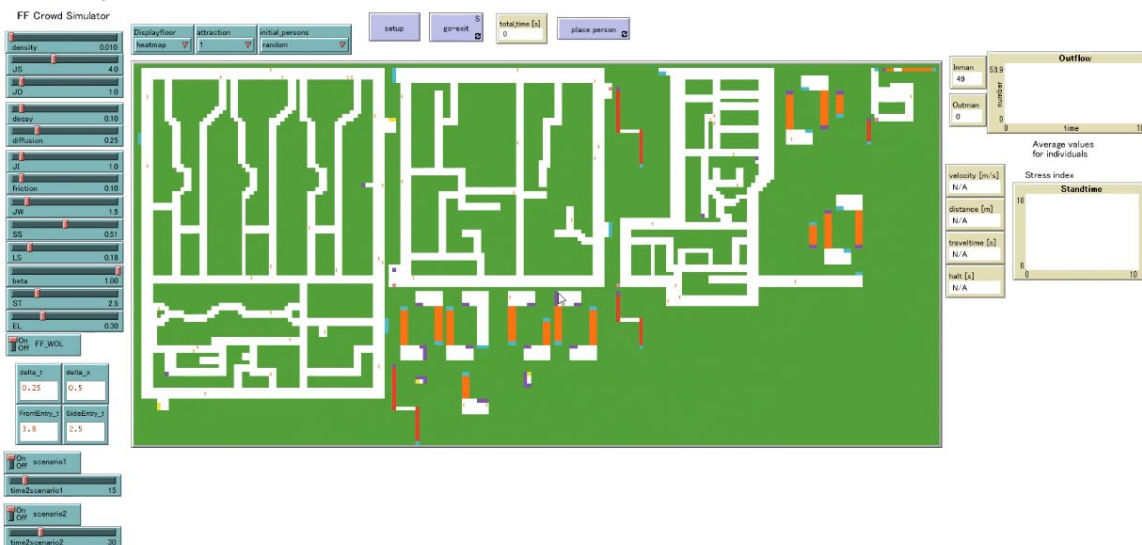 FF Crowd Simulator
density 0.010
JS 4.0
JD 1.0
decay 0.10
diffusion 0.25
JI 1.0
friction 0.10
JW 1.5
SS 0.51
LS 0.18
beta 1.00
ST 2.5
EL 0.30
On
Off
FF_WOL
delta_t
0.25
delta_x
0.5
FrontEntry_t
3.8
SideEntry_t
2.5
On
Off
scenario1
time2scenario1 15
On
Off
scenario2
time2scenario2 30
Displayfloor
heatmap
attraction
1
initial_persons
random
setup
go-exit
S
total_time [s]
0
place person
Inman
49
Outman
0
Outflow
53.9
number
0
0
time
10
Average values
for individuals
velocity [m/s]
N/A
distance [m]
N/A
traveltime [s]
N/A
halt [s]
N/A
Stress index
Standtime
10
0
0
10